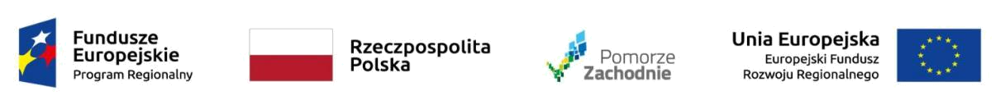 Fundusze
Europejskie
Program Regionalny
Rzeczpospolita
Polska
Pomorze
Zachodnie
Unia Europejska
Europejski Fundusz
Rozwoju Regionalnego